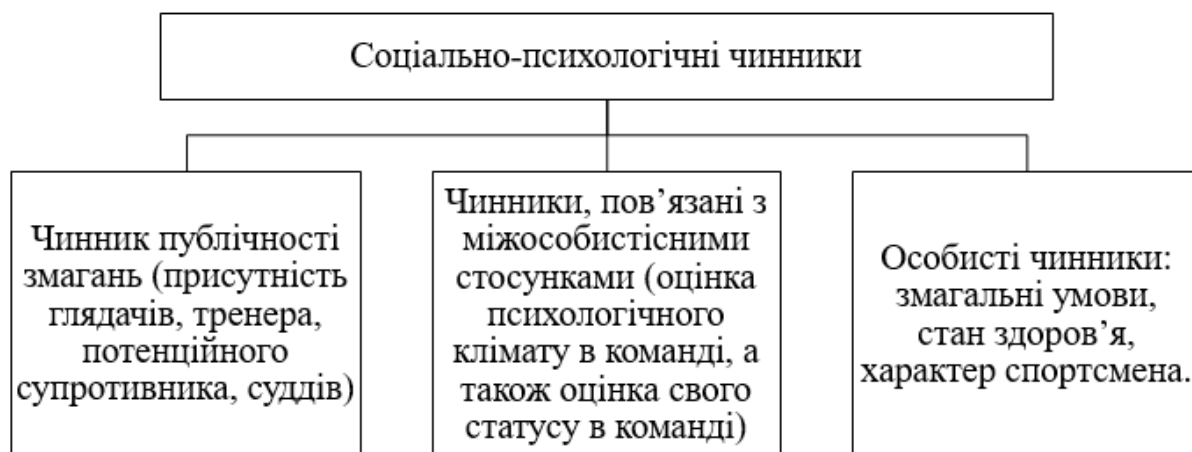 Соціально-психологічні чинники
Чинник публічності
змагань (присутність
глядачів, тренера,
потенційного
супротивника, суддів)
Чинники, пов’язані з
міжособистісними
стосунками (оцінка
психологічного
клімату в команді, а
також оцінка свого
статусу в команді)
Особисті чинники:
змагальні умови,
стан здоров’я,
характер спортсмена.